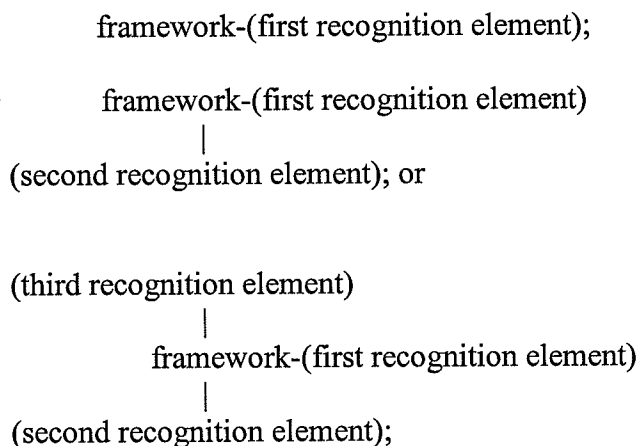 framework-(first recognition element);
framework-(first recognition element)
|
(second recognition element); or
(third recognition element)
|
framework-(first recognition element)
|
(second recognition element);